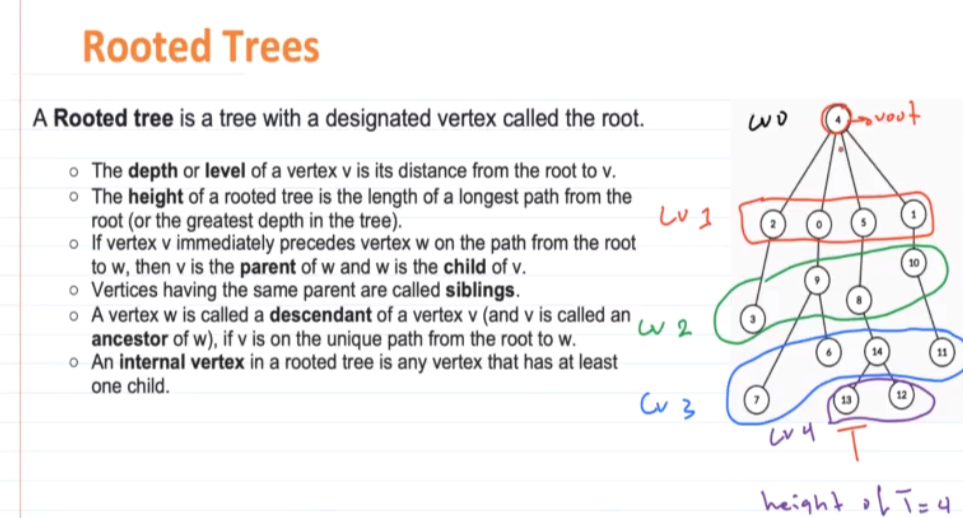 Rooted Trees
A Rooted tree is a tree with a designated vertex called the root.
The depth or level of a vertex v is its distance from the root to v.
The height of a rooted tree is the length of a longest path from the
root (or the greatest depth in the tree).
If vertex v immediately precedes vertex w on the path from the root
to w, then v is the parent of w and w is the child of v.
Vertices having the same parent are called siblings.
A vertex w is called a descendant of a vertex v (and v is called an
ancestor of w), if v is on the unique path from the root to w.
An internal vertex in a rooted tree is any vertex that has at least
one child.
LV 0
4
root
LV 1
2 0 5 1
LV 2
10
9
8
3
LV 3
6 14 11
7
13 12
LV 4
T
height of T = 4